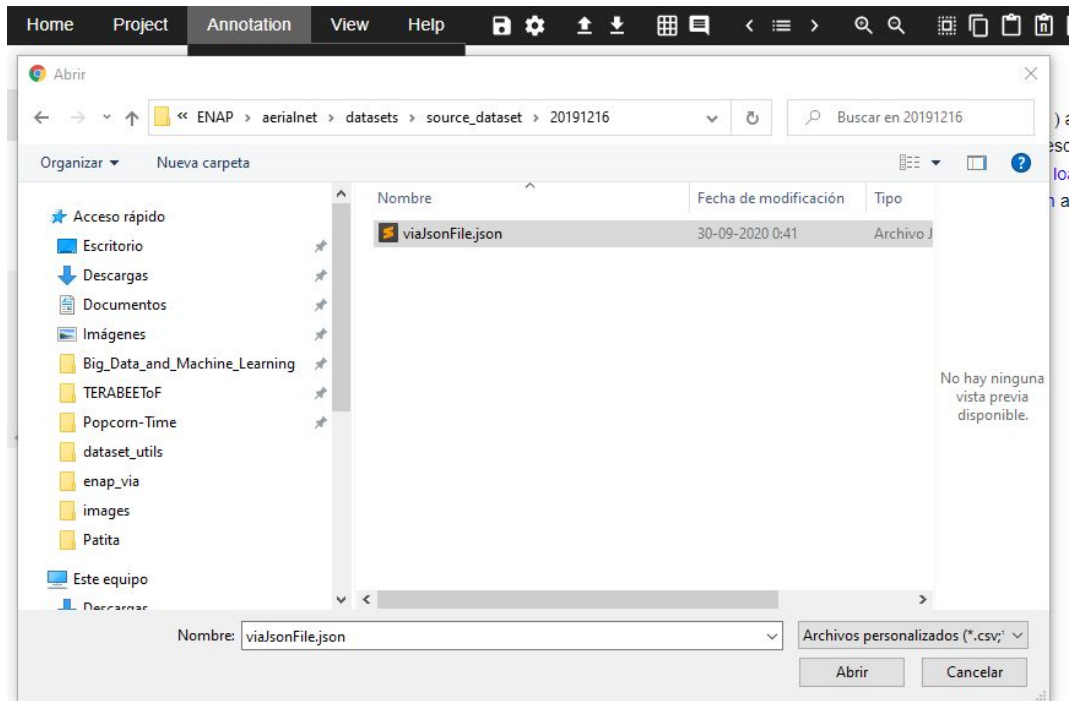 Home Project Annotation View Help
Abrir
« ENAP › aerialnet › datasets › source_dataset › 20191216
Buscar en 20191216
Organizar Nueva carpeta
Nombre Fecha de modificación Tipo
Acceso rápido
viaJsonFile.json 30-09-2020 0:41 Archivo J
Escritorio
Descargas
Documentos
Imágenes
Big_Data_and_Machine_Learning
TERABEEToF
Popcorn-Time
dataset_utils
enap_via
images
Patita
Este equipo
Descargas
No hay ninguna
vista previa
disponible.
Nombre: viaJsonFile.json Archivos personalizados (*.csv;*
Abrir Cancelar